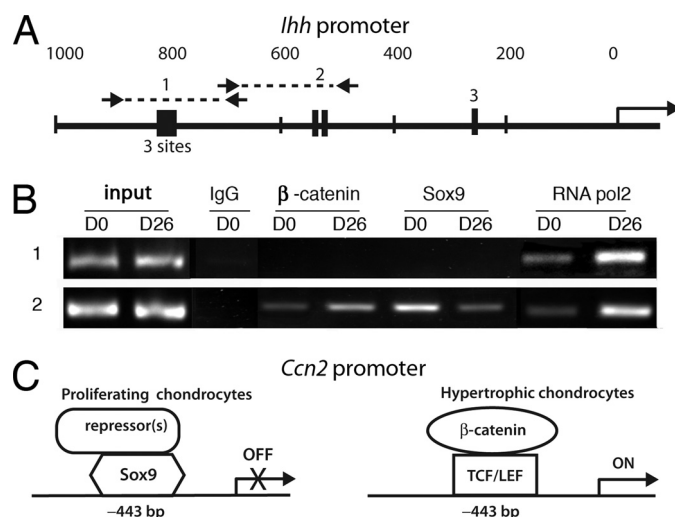 A
Ihh promoter
1000 800 600 400 200 0
1 2 3
3 sites
B
input IgG β-catenin Sox9 RNA pol2
D0 D26 D0 D0 D26 D0 D26 D0 D26
1
2
C
Ccn2 promoter
Proliferating chondrocytes Hypertrophic chondrocytes
repressor(s) β-catenin
OFF ON
Sox9 TCF/LEF
–443 bp –443 bp